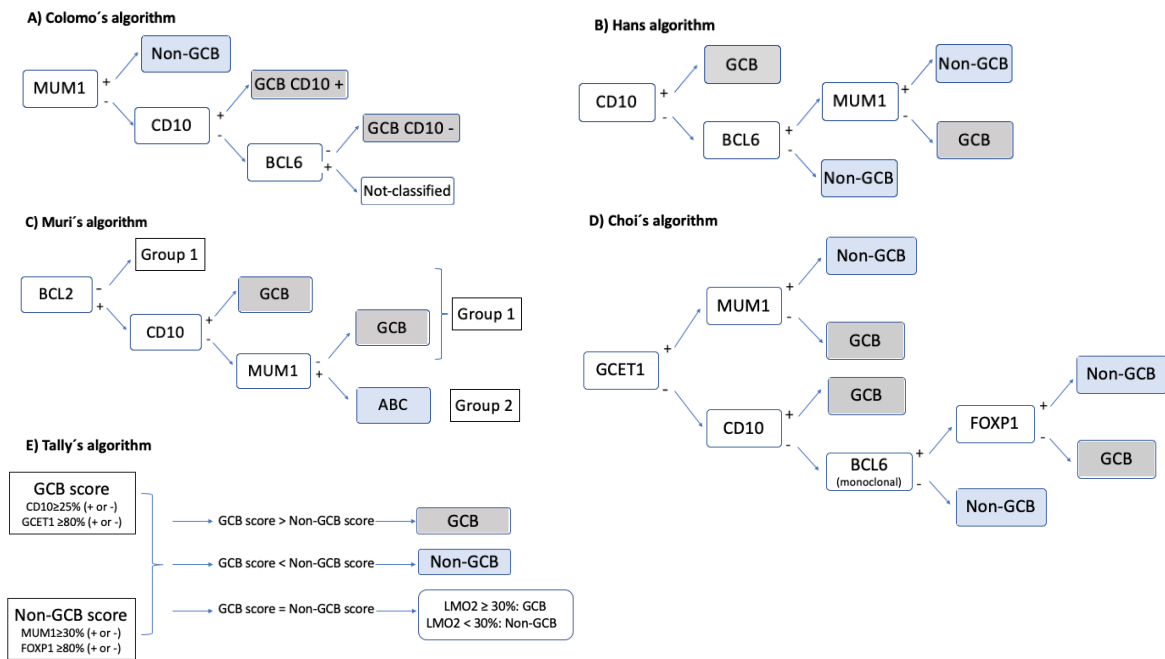 A) Colomo´s algorithm
MUM1
+
-
Non-GCB
CD10
+
-
GCB CD10 +
BCL6
-
+
GCB CD10 -
Not-classified
B) Hans algorithm
CD10
+
-
GCB
BCL6
+
-
MUM1
+
-
Non-GCB
GCB
Non-GCB
C) Muri´s algorithm
BCL2
-
+
Group 1
CD10
+
-
GCB
MUM1
-
+
GCB
ABC
Group 1
Group 2
D) Choi´s algorithm
GCET1
+
-
MUM1
+
-
Non-GCB
GCB
CD10
+
-
GCB
BCL6
(monoclonal)
+
-
FOXP1
+
-
Non-GCB
GCB
Non-GCB
E) Tally´s algorithm
GCB score
CD10≥25% (+ or -)
GCET1 ≥80% (+ or -)
Non-GCB score
MUM1≥30% (+ or -)
FOXP1 ≥80% (+ or -)
GCB score > Non-GCB score
GCB
GCB score < Non-GCB score
Non-GCB
GCB score = Non-GCB score
LMO2 ≥ 30%: GCB
LMO2 < 30%: Non-GCB